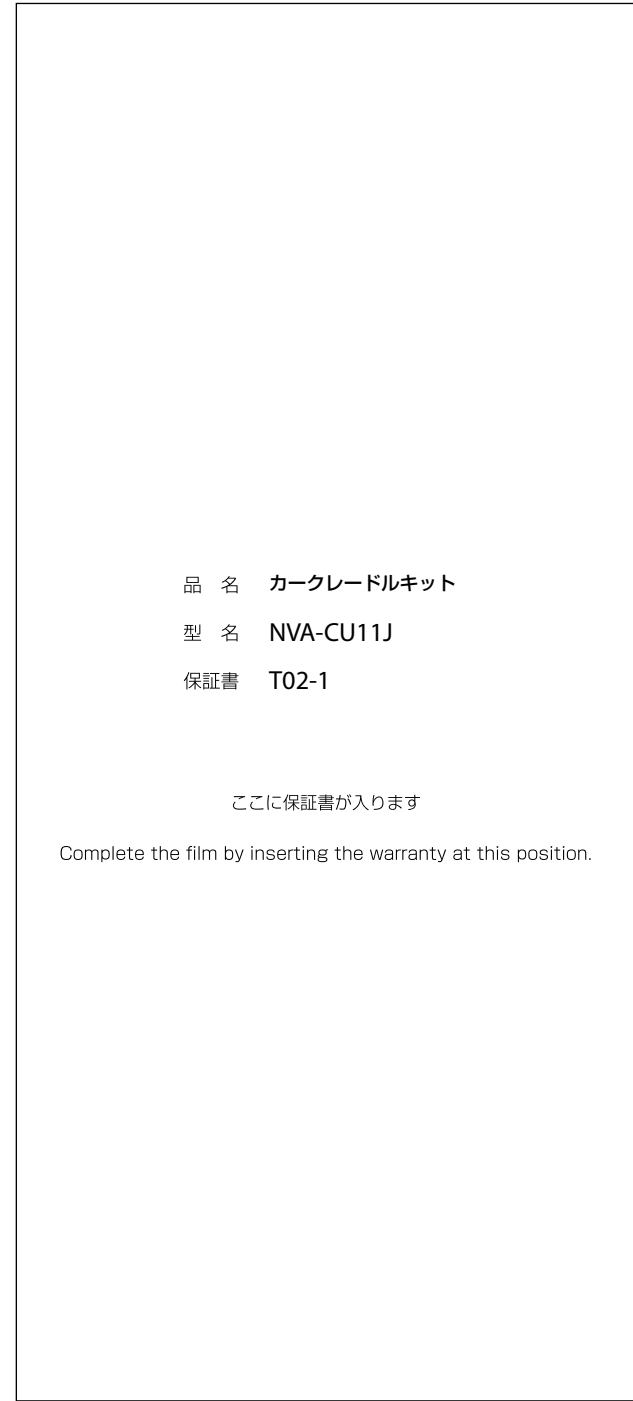 品 名 カークレードルキット
型 名 NVA-CU11J
保証書 T02-1
ここに保証書が入ります
Complete the film by inserting the warranty at this position.